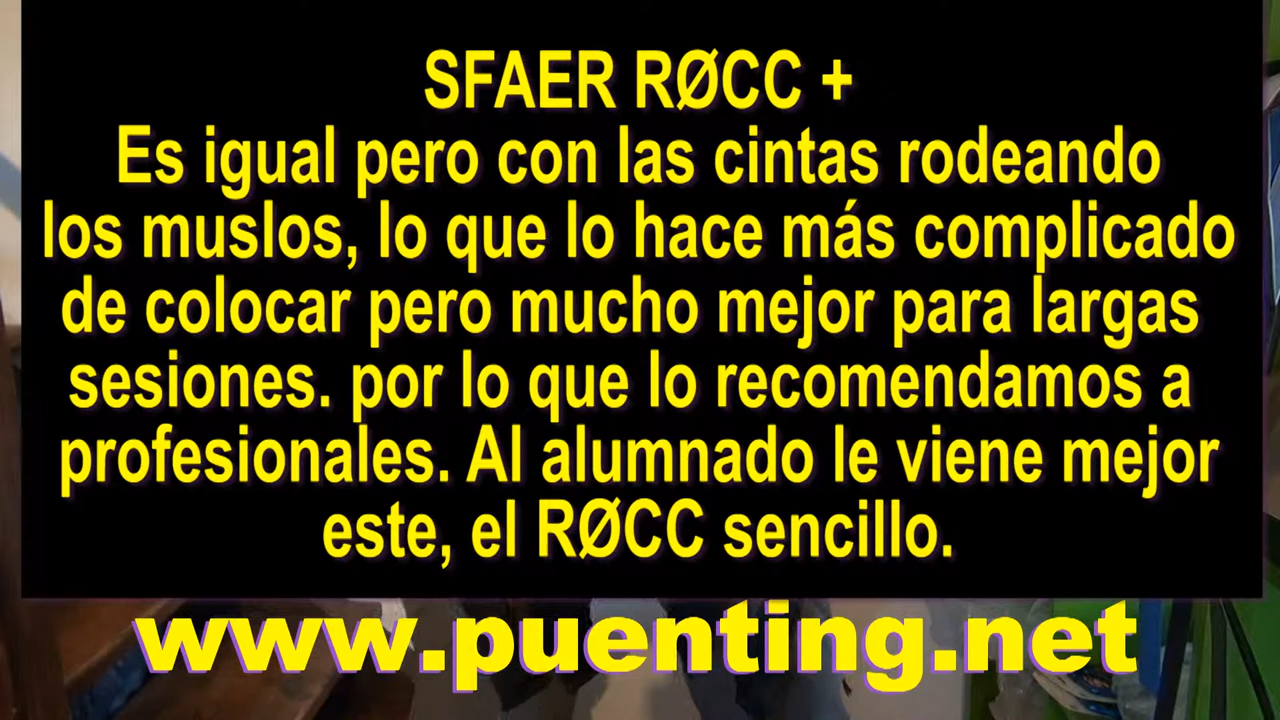 SFAER RØCC +
Es igual pero con las cintas rodeando
los muslos, lo que lo hace más complicado
de colocar pero mucho mejor para largas
sesiones. por lo que lo recomendamos a
profesionales. Al alumnado le viene mejor
este, el RØCC sencillo.
www.puenting.net